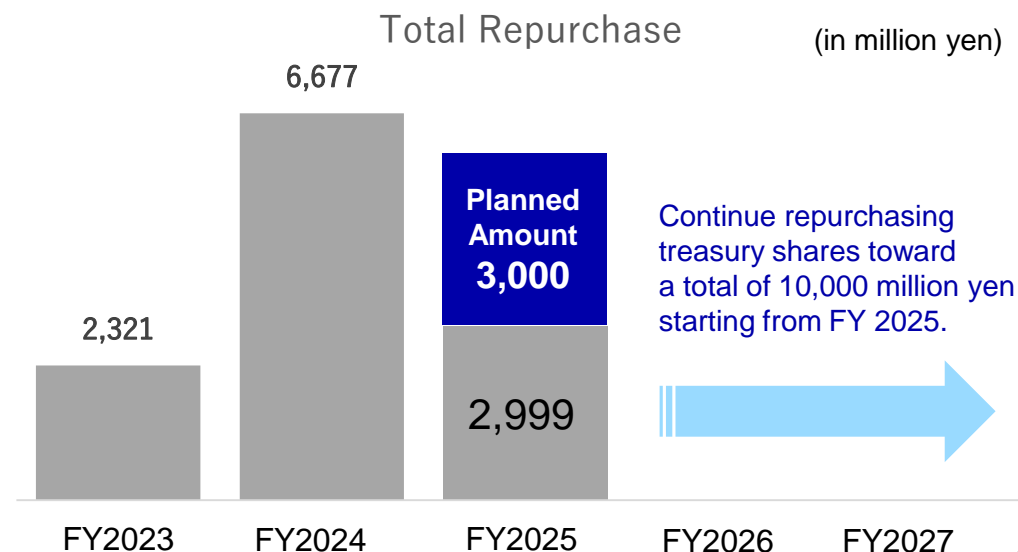 Total Repurchase
(in million yen)
6,677
Planned
Amount
3,000
Continue repurchasing
treasury shares toward
a total of 10,000 million yen
starting from FY 2025.
2,321
2,999
FY2023
FY2024
FY2025
FY2026
FY2027